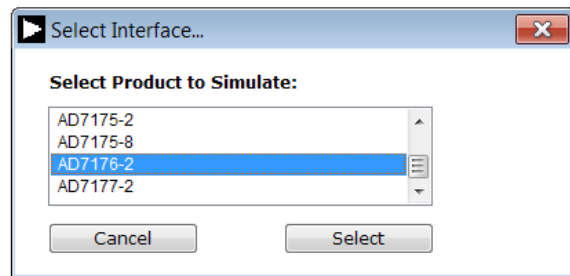 Select Interface...
Select Product to Simulate:
AD7175-2
AD7175-8
AD7176-2
AD7177-2
Cancel Select